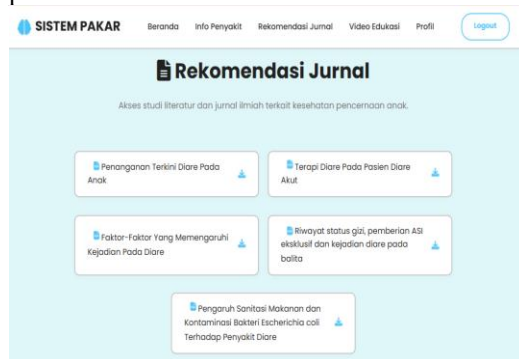 SISTEM PAKAR
Beranda
Info Penyakit
Rekomendasi Jurnal
Video Edukasi
Profil
Logout
Rekomendasi Jurnal
Akses studi literatur dan jurnal ilmiah terkait kesehatan pencernaan anak.
Penanganan Terkini Diare Pada
Anak
Terapi Diare Pada Pasien Diare
Akut
Faktor-Faktor Yang Memengaruhi
Kejadian Pada Diare
Riwayat status gizi, pemberian ASI
eksklusif dan kejadian diare pada
balita
Pengaruh Sanitasi Makanan dan
Kontaminasi Bakteri Escherichia coli
Terhadap Penyakit Diare